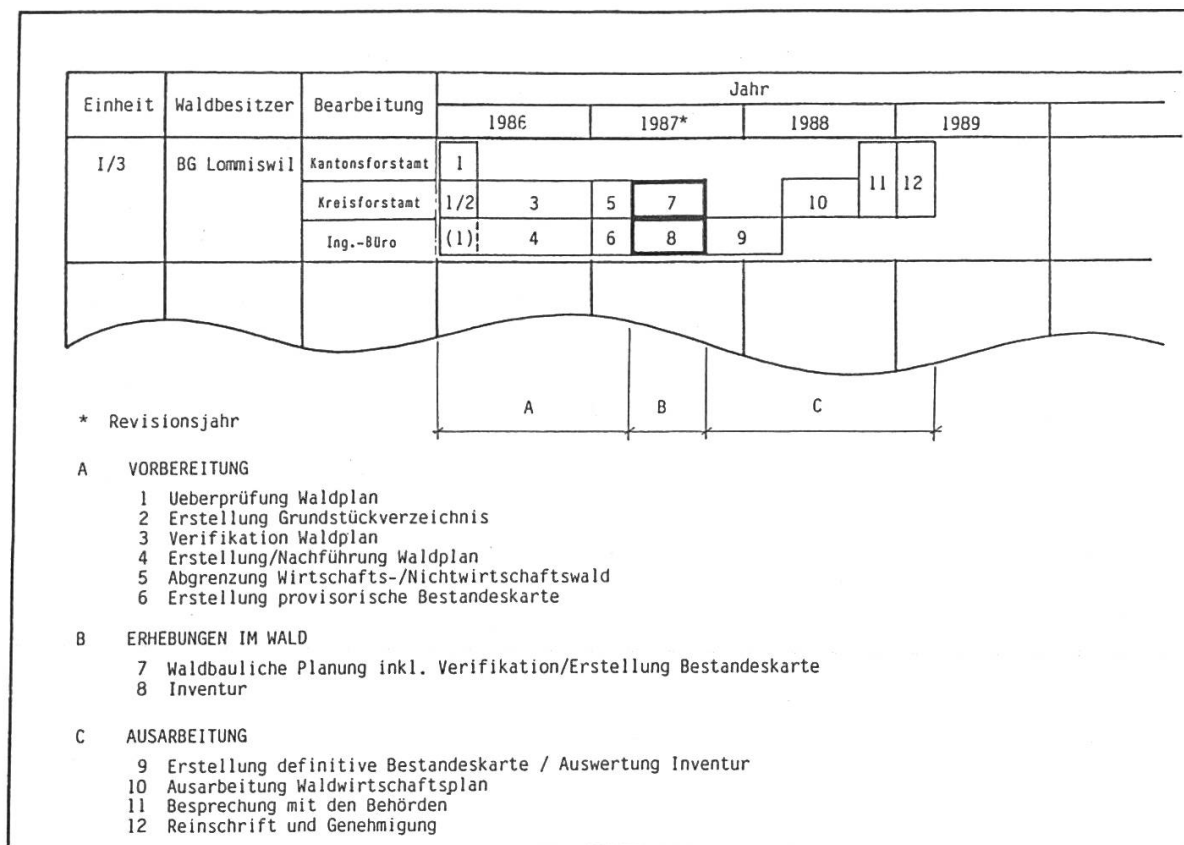 Jahr
Einheit Waldbesitzer Bearbeitung
1986 1987* 1988 1989
I/3 BG Lommiswil Kantonsforstamt 1 11 12
Kreisforstamt 1/2 3 5 7 10
Ing.-Büro (1) 4 6 8 9
A B C
* Revisionsjahr
A VORBEREITUNG
1 Ueberprüfung Waldplan
2 Erstellung Grundstückverzeichnis
3 Verifikation Waldplan
4 Erstellung/Nachführung Waldplan
5 Abgrenzung Wirtschafts-/Nichtwirtschaftswald
6 Erstellung provisorische Bestandeskarte
B ERHEBUNGEN IM WALD
7 Waldbauliche Planung inkl. Verifikation/Erstellung Bestandeskarte
8 Inventur
C AUSARBEITUNG
9 Erstellung definitive Bestandeskarte / Auswertung Inventur
10 Ausarbeitung Waldwirtschaftsplan
11 Besprechung mit den Behörden
12 Reinschrift und Genehmigung